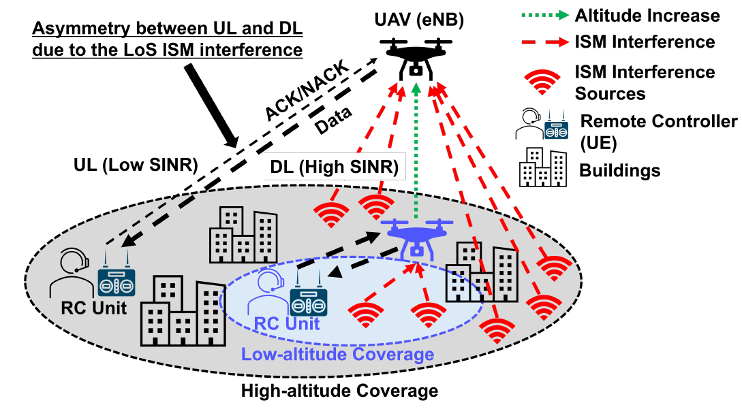 Asymmetry between UL and DL
due to the LoS ISM interference
UAV (eNB)
Altitude Increase
ISM Interference
ISM Interference
Sources
Remote Controller
(UE)
Buildings
ACK/NACK
Data
UL (Low SINR)
DL (High SINR)
RC Unit
RC Unit
Low-altitude Coverage
High-altitude Coverage